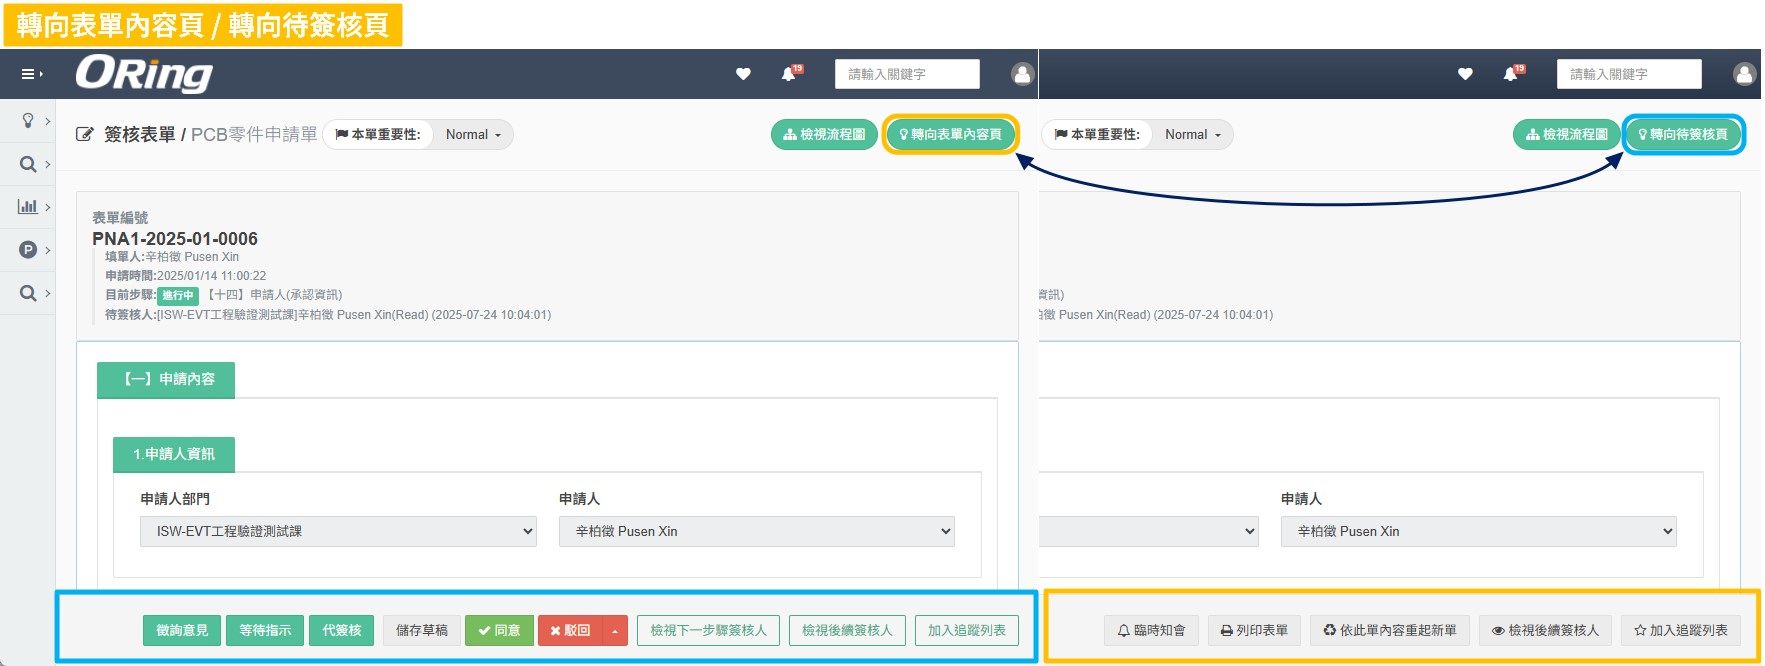 轉向表單內容頁 / 轉向待簽核頁
ORing
19
請輸入關鍵字
19
請輸入關鍵字
簽核表單 / PCB零件申請單
本單重要性:
Normal
檢視流程圖
轉向表單內容頁
本單重要性:
Normal
檢視流程圖
轉向待簽核頁
表單編號
PNA1-2025-01-0006
填單人:辛柏徵 Pusen Xin
申請時間:2025/01/14 11:00:22
目前步驟: 進行中 【十四】申請人(承認資訊)
資訊)
待簽核人:[ISW-EVT工程驗證測試課]辛柏徵 Pusen Xin(Read) (2025-07-24 10:04:01)
Pusen Xin(Read) (2025-07-24 10:04:01)
P
【一】申請內容
1.申請人資訊
申請人部門
申請人
申請人
ISW-EVT工程驗證測試課
辛柏徵 Pusen Xin
辛柏徵 Pusen Xin
徵詢意見
等待指示
代簽核
儲存草稿
同意
駁回
檢視下一步驟簽核人
檢視後續簽核人
加入追蹤列表
臨時知會
列印表單
依此單內容重起新單
檢視後續簽核人
加入追蹤列表